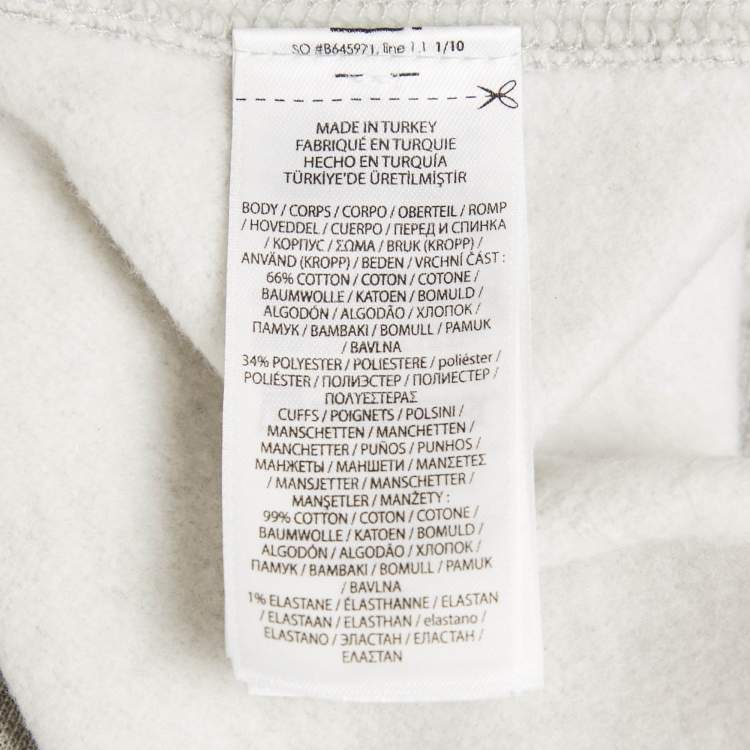 SO #B645971, line 1.1 1/10
MADE IN TURKEY
FABRIQUÉ EN TURQUIE
HECHO EN TURQUÍA
TÜRKİYE'DE ÜRETİLMİŞTİR
BODY / CORPS / CORPO / OBERTEIL / ROMP
/ HOVEDDEL / CUERPO / ПЕРЕД И СПИНКА
/ КОРПУС / ΣΩΜΑ / BRUK (KROPP) /
ANVÄND (KROPP) / BEDEN / VRCHNÍ ČÁST :
66% COTTON / COTON / COTONE /
BAUMWOLLE / KATOEN / BOMULD /
ALGODÓN / ALGODÃO / ХЛОПОК /
ПАМУК / BAMBAKI / BOMULL / PAMUK
/ BAVLNA
34% POLYESTER / POLIESTERE / poliéster /
POLIÉSTER / ПОЛИЭСТЕР / ПОЛИЕСТЕР /
ΠΟΛΥΕΣΤΕΡΑΣ
CUFFS / POIGNETS / POLSINI /
MANSCHETTEN / MANCHETTEN /
MANCHETTER / PUÑOS / PUNHOS /
МАНЖЕТЫ / МАНШЕТИ / ΜΑΝΣΕΤΕΣ
/ MANSJETTER / MANSCHETTER /
MANŞETLER / MANŽETY :
99% COTTON / COTON / COTONE /
BAUMWOLLE / KATOEN / BOMULD /
ALGODÓN / ALGODÃO / ХЛОПОК /
ПАМУК / BAMBAKI / BOMULL / PAMUK
/ BAVLNA
1% ELASTANE / ÉLASTHANNE / ELASTAN
/ ELASTAAN / ELASTHAN / elastano /
ELASTANO / ЭЛАСТАН / ЕЛАСТАН /
ΕΛΑΣΤΑΝ